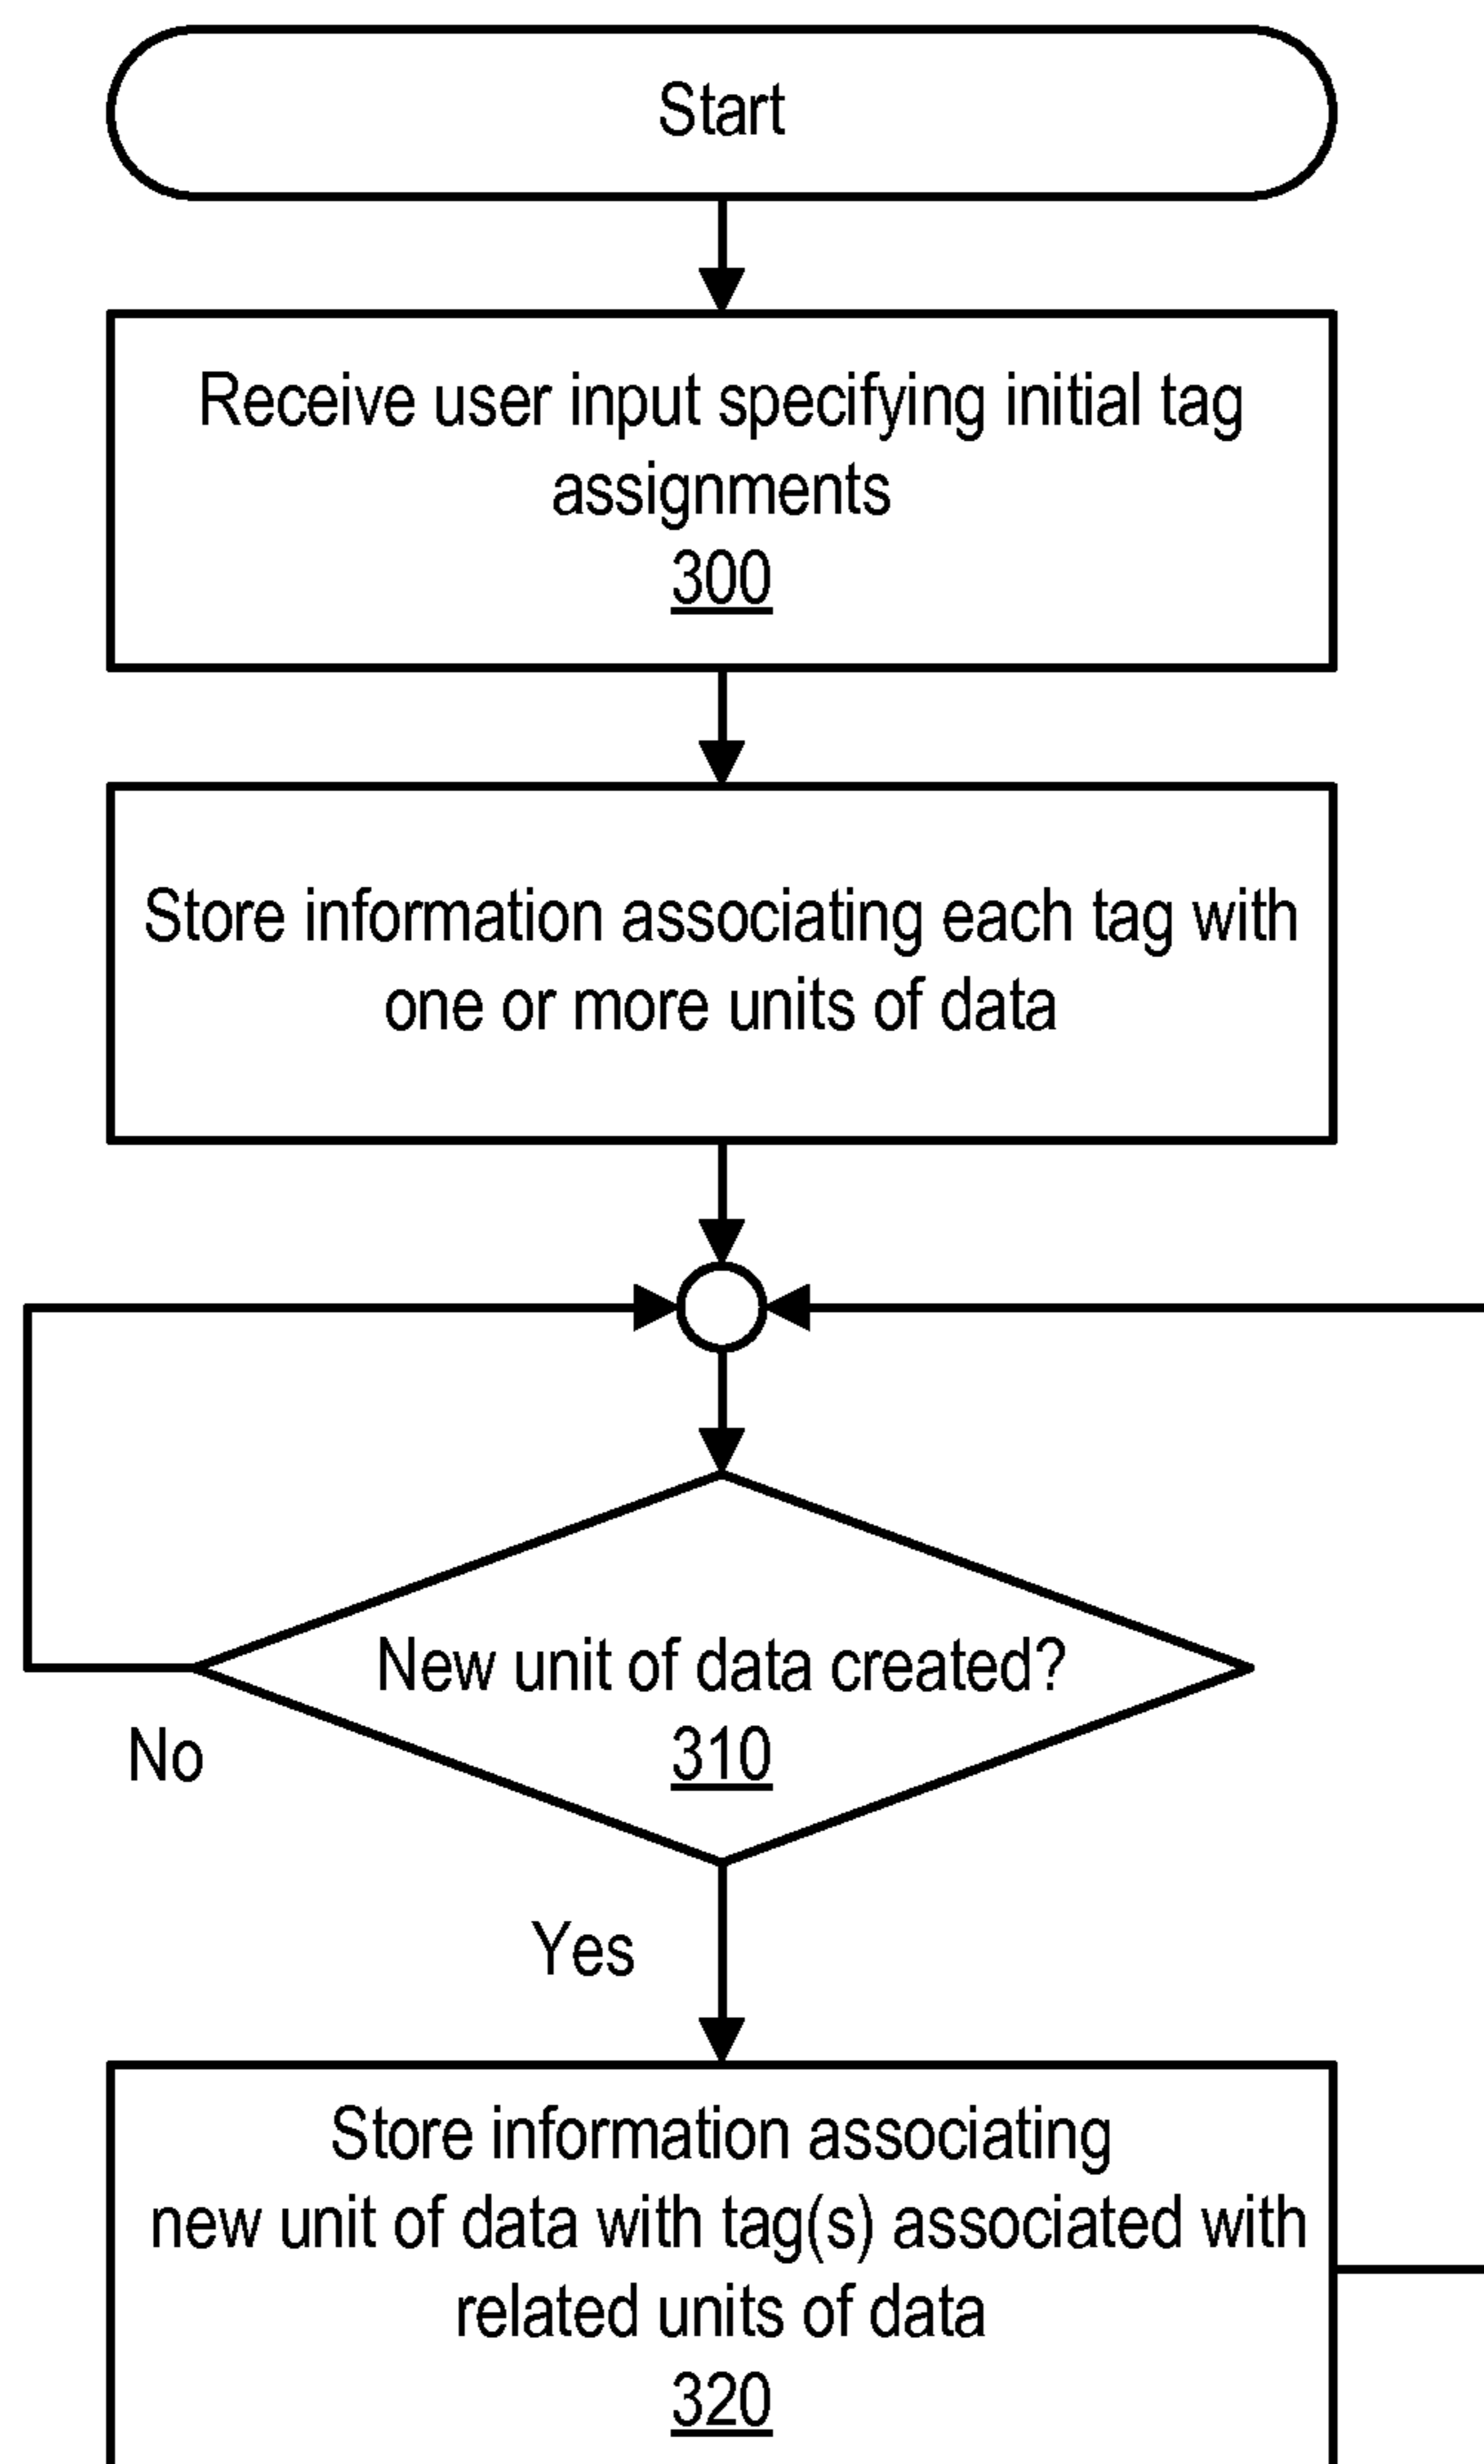 Start
Receive user input specifying initial tag
assignments
300
Store information associating each tag with
one or more units of data
New unit of data created?
310
No
Yes
Store information associating
new unit of data with tag(s) associated with
related units of data
320